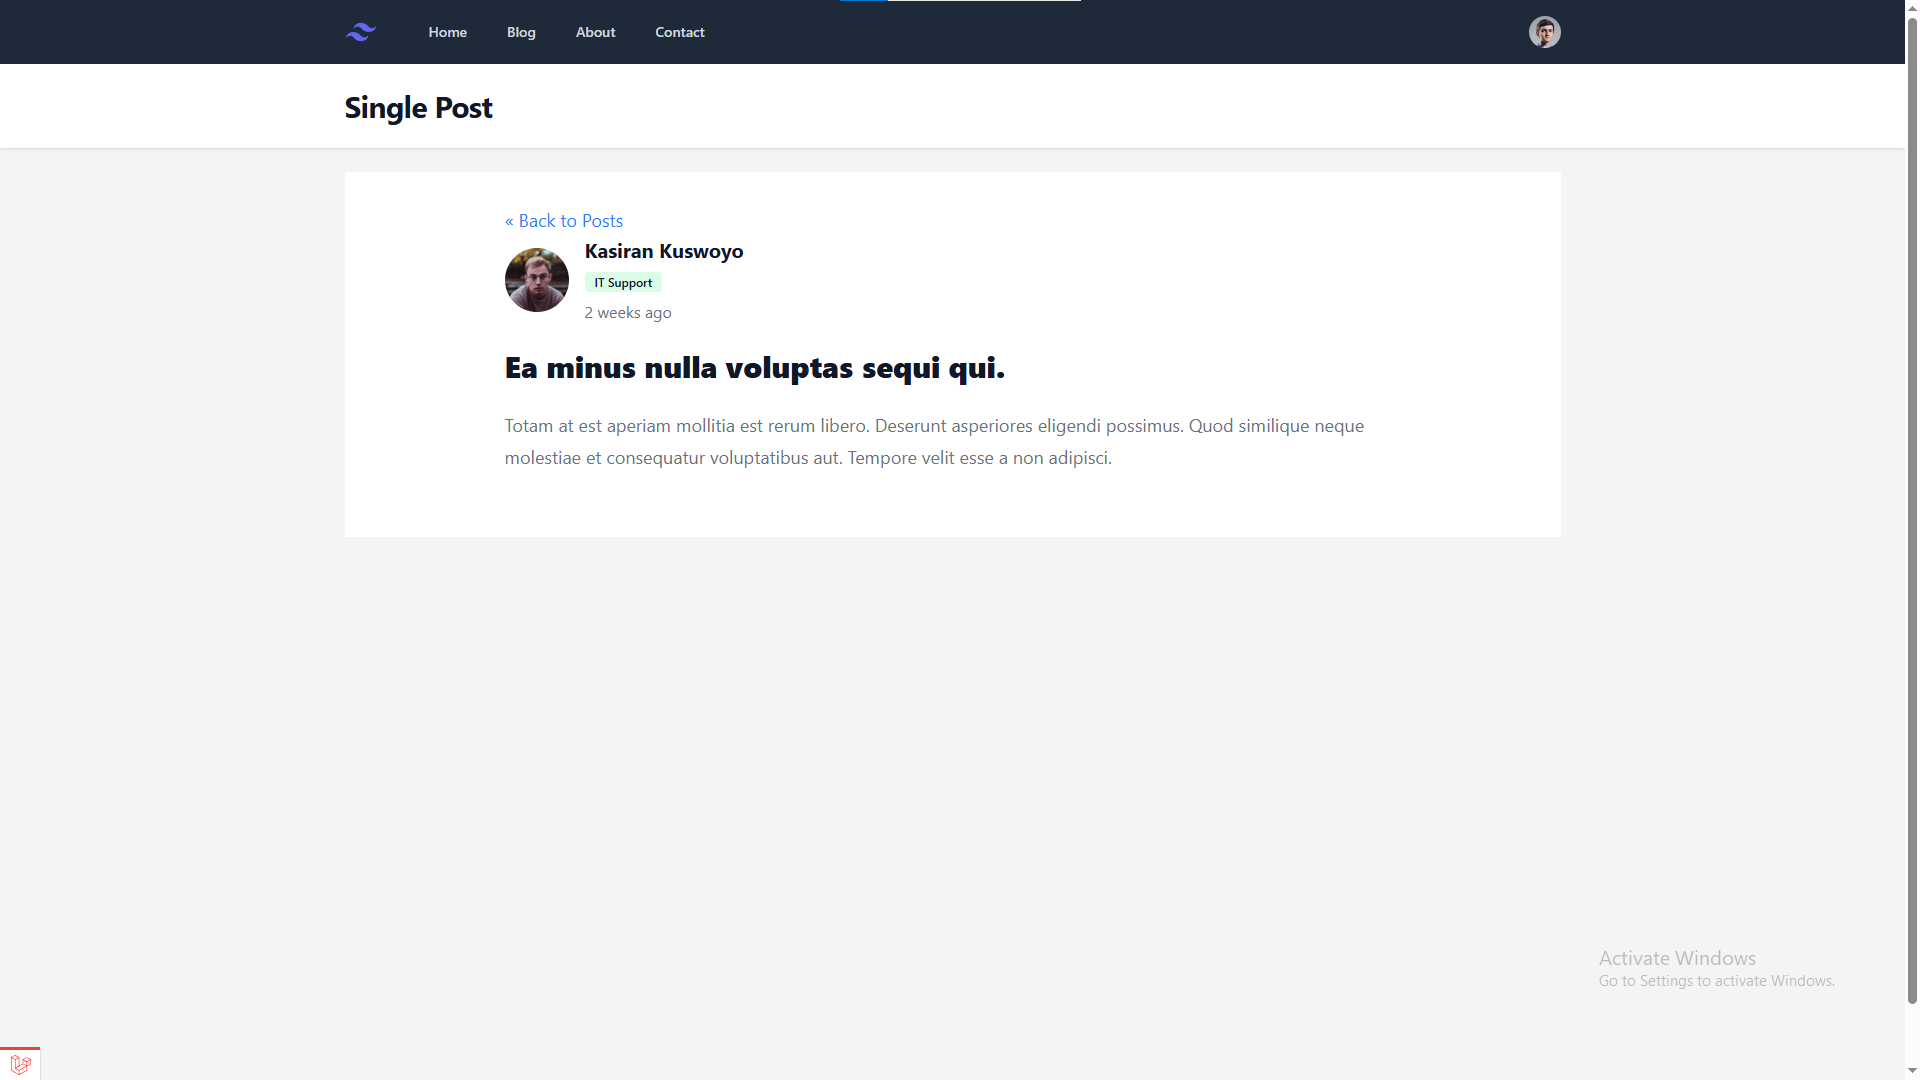 Home Blog About Contact
Single Post
« Back to Posts
Kasiran Kuswoyo
IT Support
2 weeks ago
Ea minus nulla voluptas sequi qui.
Totam at est aperiam mollitia est rerum libero. Deserunt asperiores eligendi possimus. Quod similique neque
molestiae et consequatur voluptatibus aut. Tempore velit esse a non adipisci.
Activate Windows
Go to Settings to activate Windows.